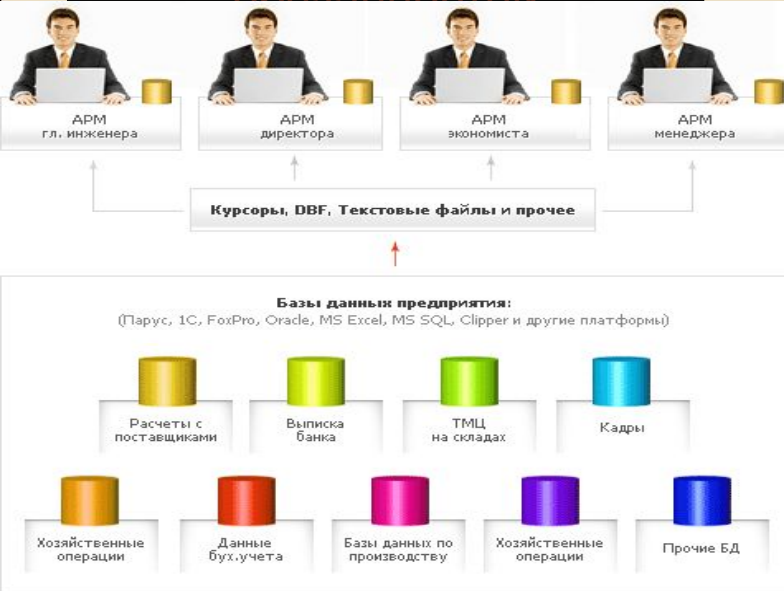 АРМ
гл. инженера
АРМ
директора
АРМ
экономиста
АРМ
менеджера
Курсоры, DBF, Текстовые файлы и прочее
Базы данных предприятия:
(Парус, 1С, FoxPro, Oracle, MS Excel, MS SQL, Clipper и другие платформы)
Расчеты с
поставщиками
Выписка
банка
ТМЦ
на складах
Кадры
Хозяйственные
операции
Данные
бух.учета
Базы данных по
производству
Хозяйственные
операции
Прочие БД